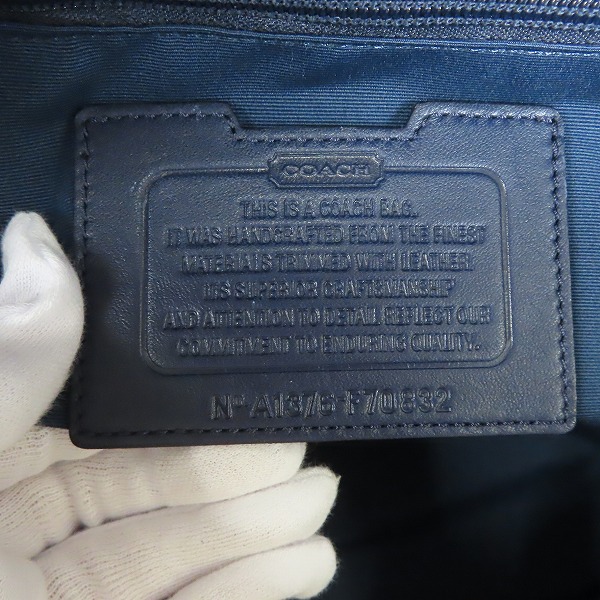 COACH
THIS IS A COACH BAG.
IT WAS HANDCRAFTED FROM THE FINEST
MATERIALS TRIMMED WITH LEATHER.
ITS SUPERIOR CRAFTSMANSHIP
AND ATTENTION TO DETAIL REFLECT OUR
COMMITMENT TO ENDURING QUALITY.
Nº A1376-F70832